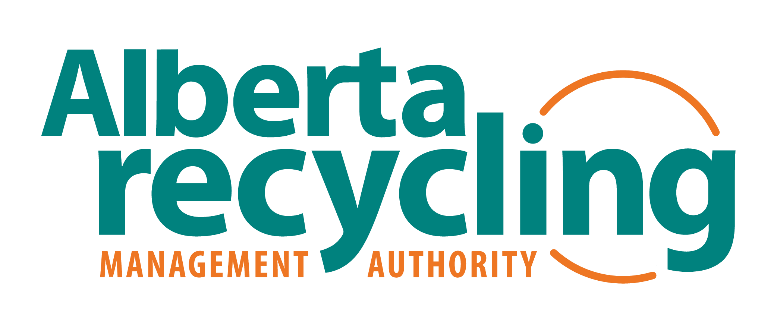 Alberta
recycling
MANAGEMENT AUTHORITY